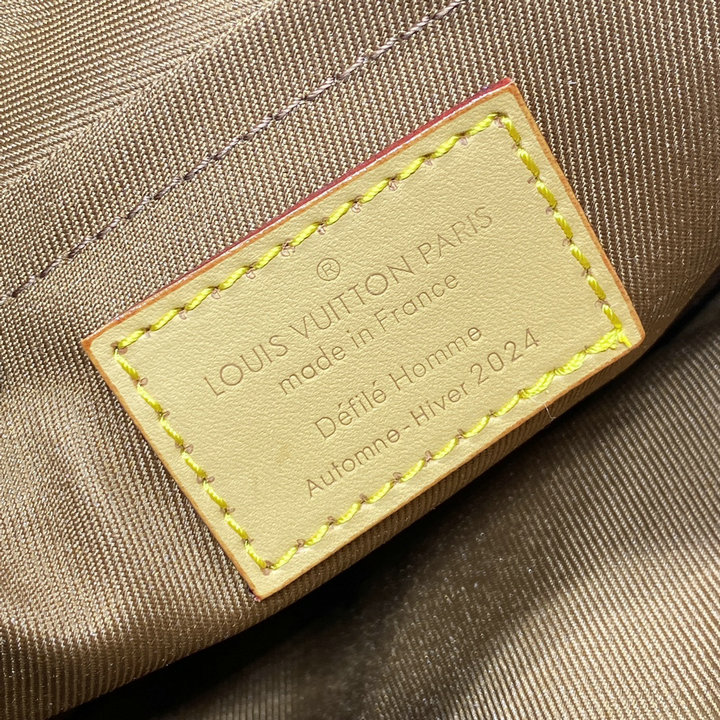 ®
LOUIS VUITTON PARIS
made in France
Défilé Homme
Automne-Hiver 2024